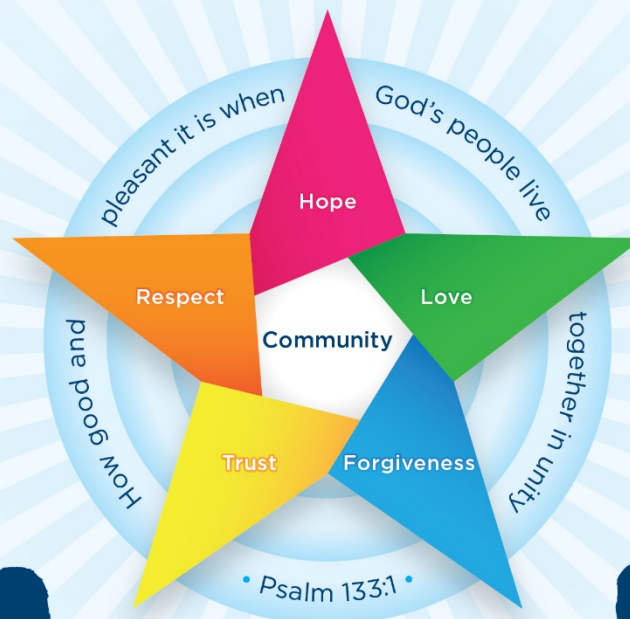 How good and
pleasant it is when
God's people live
together in unity
• Psalm 133:1 •
Hope
Love
Forgiveness
Trust
Respect
Community